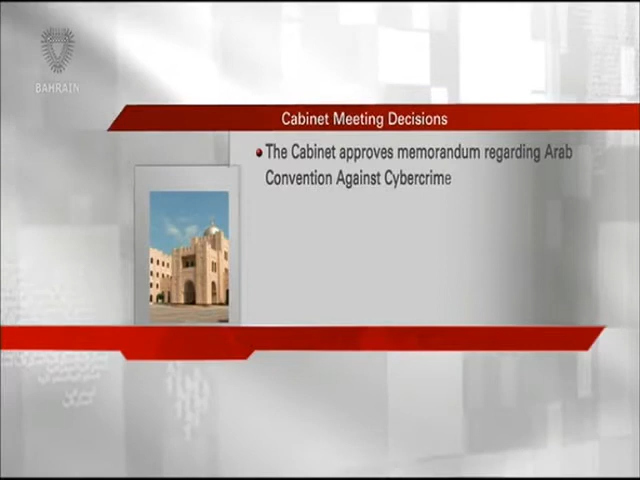 BAHRAIN
Cabinet Meeting Decisions
The Cabinet approves memorandum regarding Arab
Convention Against Cybercrime